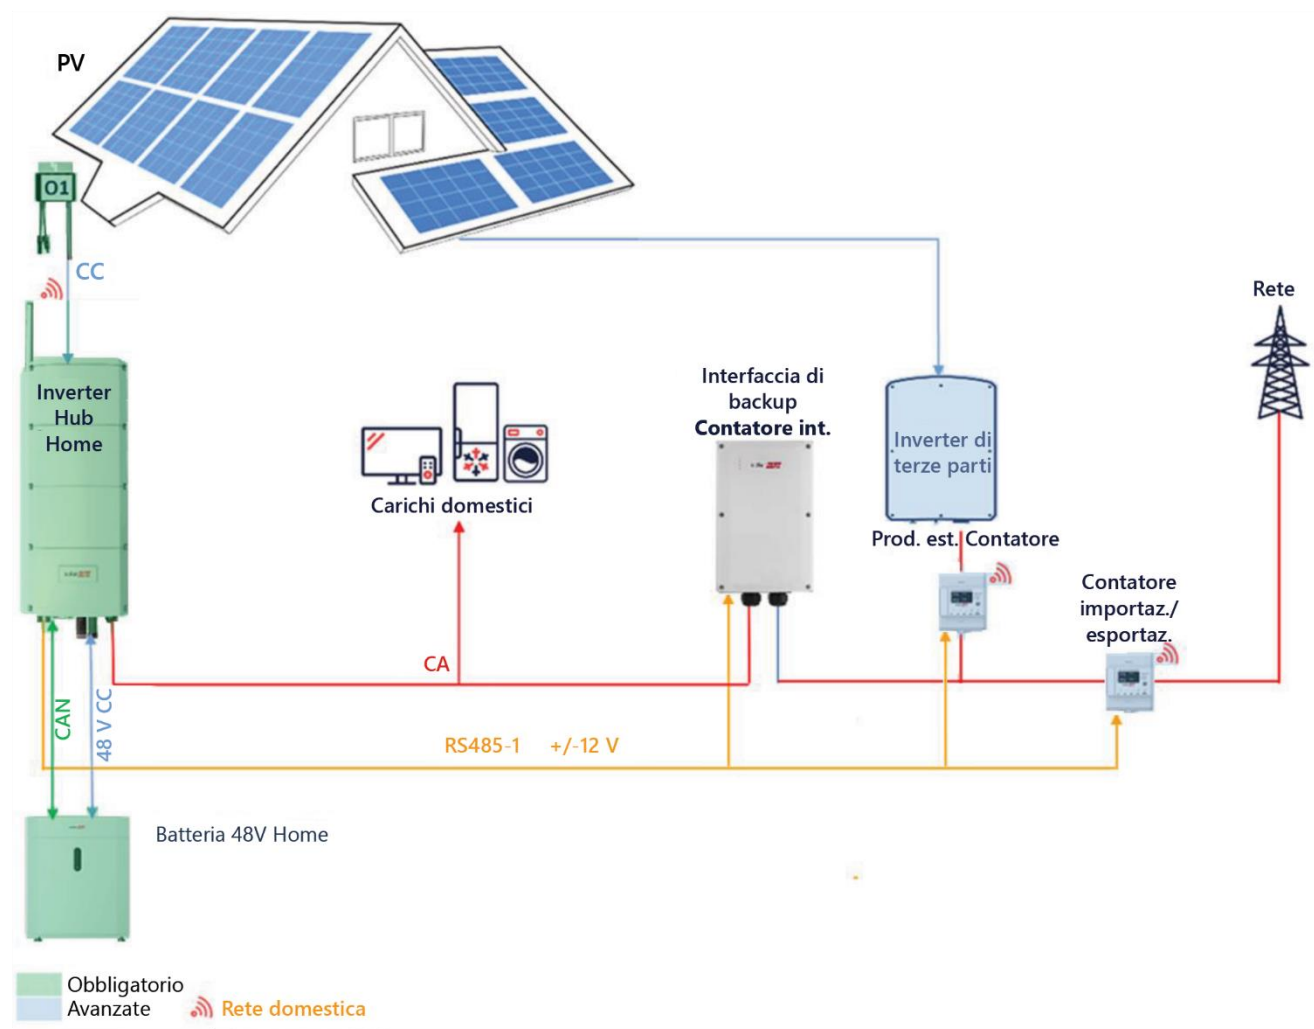 PV
O1
CC
Rete
Inverter
Hub
Home
Interfaccia di
backup
Contatore int.
Inverter di
terze parti
Carichi domestici
Prod. est. Contatore
Contatore
importaz./
esportaz.
CA
CAN
48 V CC
RS485-1 +/-12 V
Batteria 48V Home
Obbligatorio
Avanzate
Rete domestica